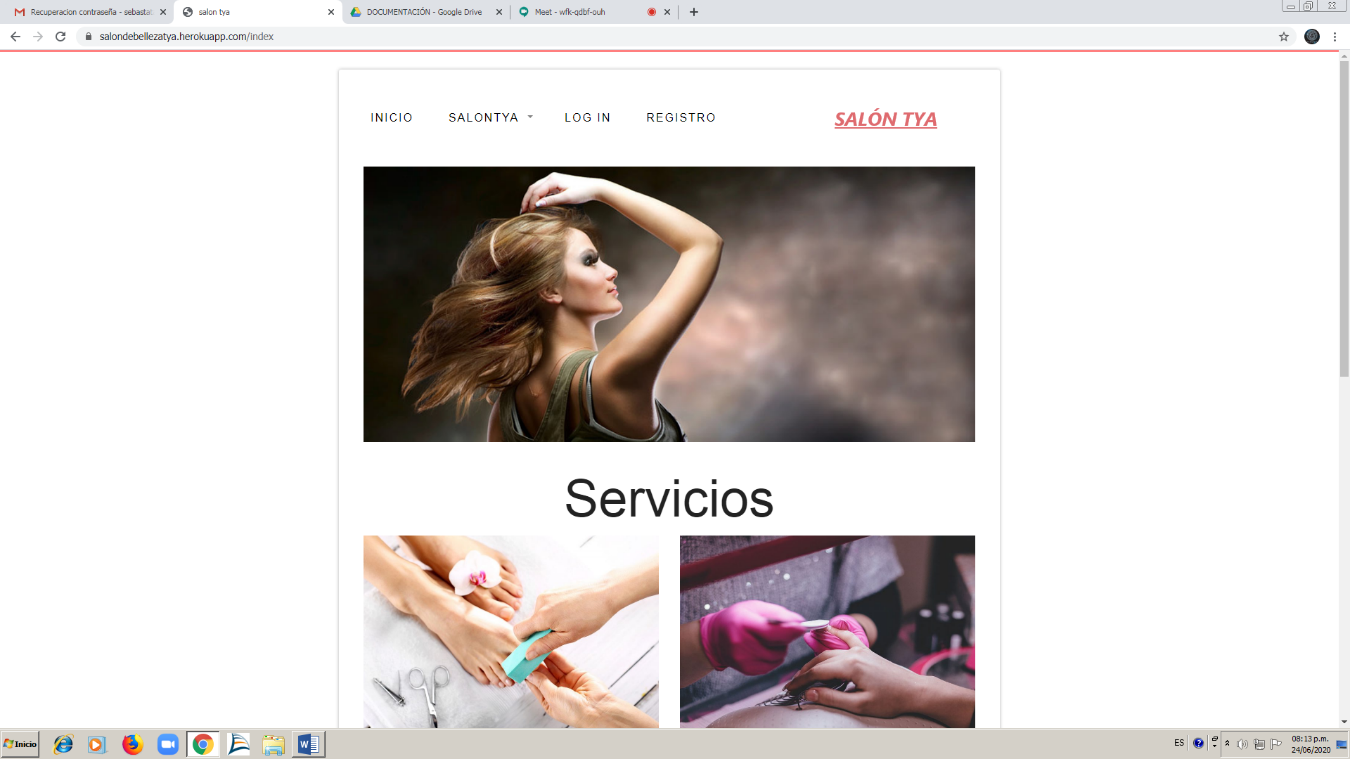 Recuperacion contraseña - sebasta
salon tya
DOCUMENTACIÓN - Google Drive
Meet - wfk-qdbf-ouh
salondebellezatya.herokuapp.com/index
INICIO
SALONTYA
LOG IN
REGISTRO
SALÓN TYA
Servicios
Inicio
ES
08:13 p.m.
24/06/2020